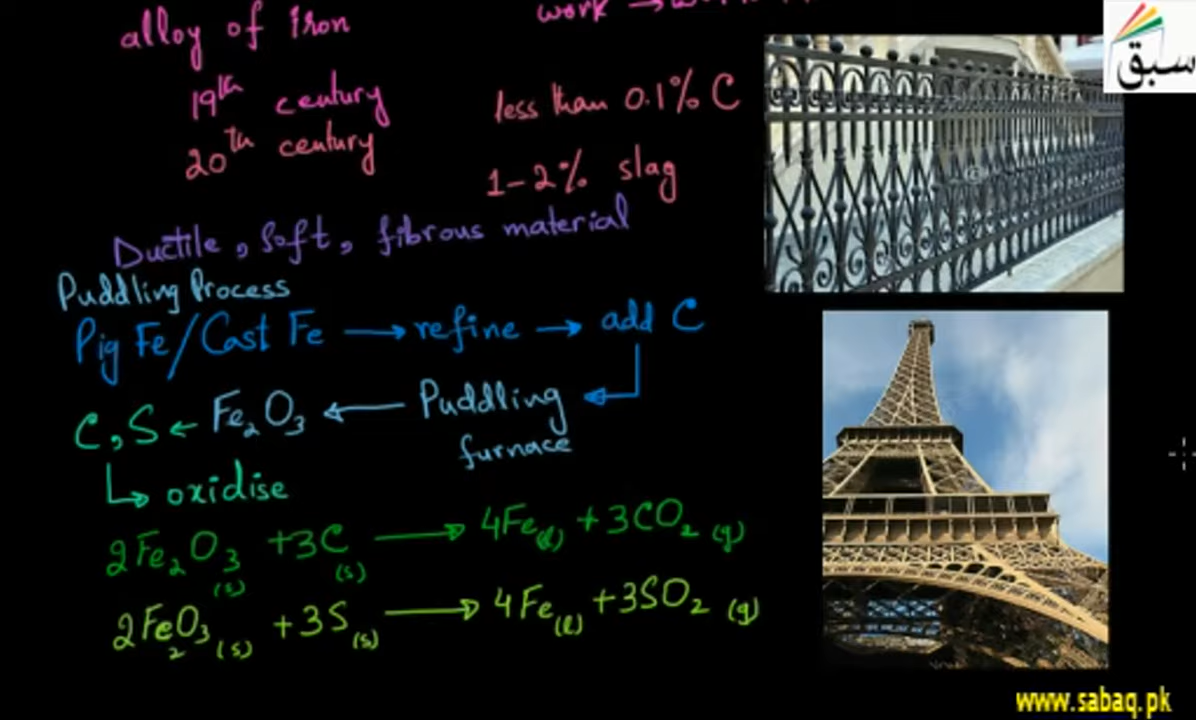 alloy of iron
work →
19th century
20th century
less than 0.1% C
1-2% slag
Ductile, Soft, fibrous material
Puddling Process
Pig Fe/Cast Fe → refine → add C
C, S ← Fe₂O₃ ← Puddling furnace
↳ oxidise
2Fe₂O₃(s) + 3C(s) → 4Fe(l) + 3CO₂(g)
2Fe₂O₃(s) + 3S(s) → 4Fe(l) + 3SO₂(g)
سبق
www.sabaq.pk